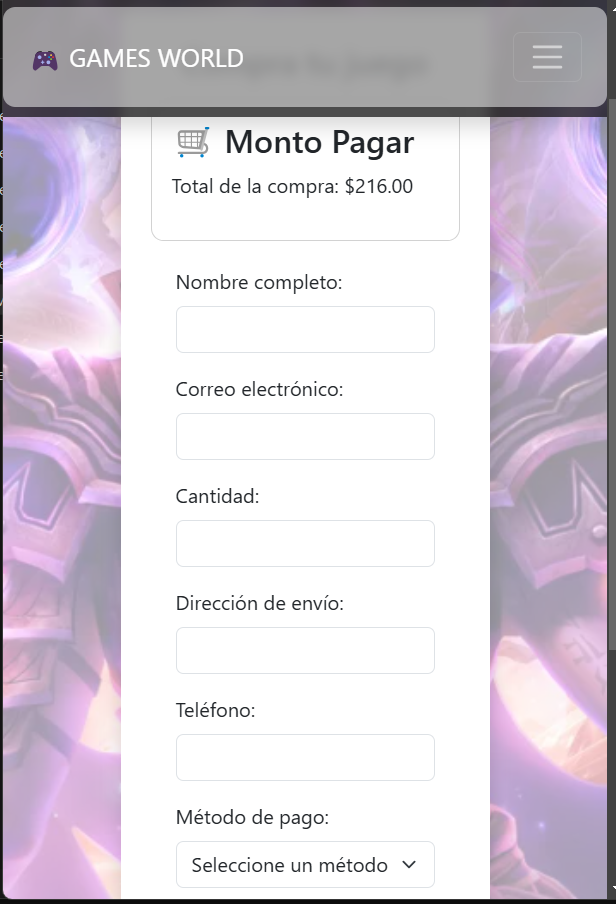 GAMES WORLD
Monto Pagar
Total de la compra: $216.00
Nombre completo:
Correo electrónico:
Cantidad:
Dirección de envío:
Teléfono:
Método de pago:
Seleccione un método